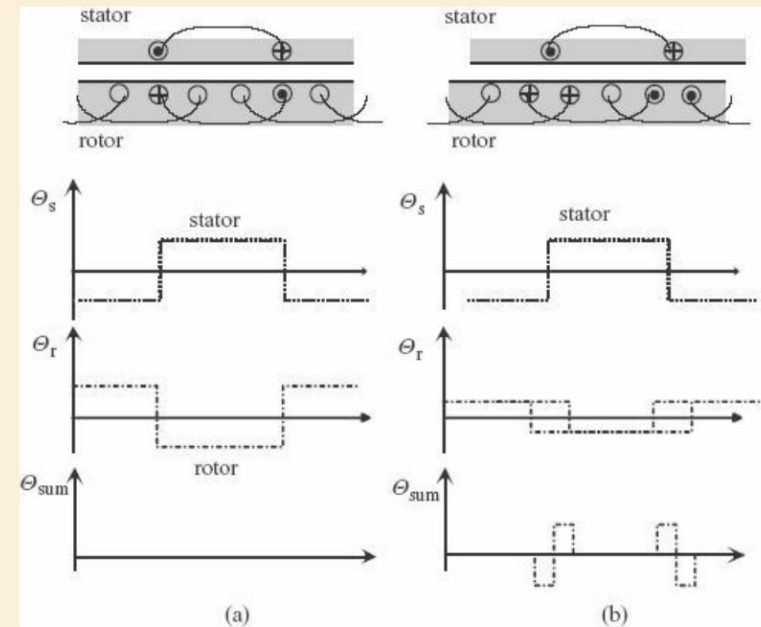 stator
rotor
Θs
stator
Θr
rotor
Θsum
(a)
stator
rotor
Θs
stator
Θr
Θsum
(b)